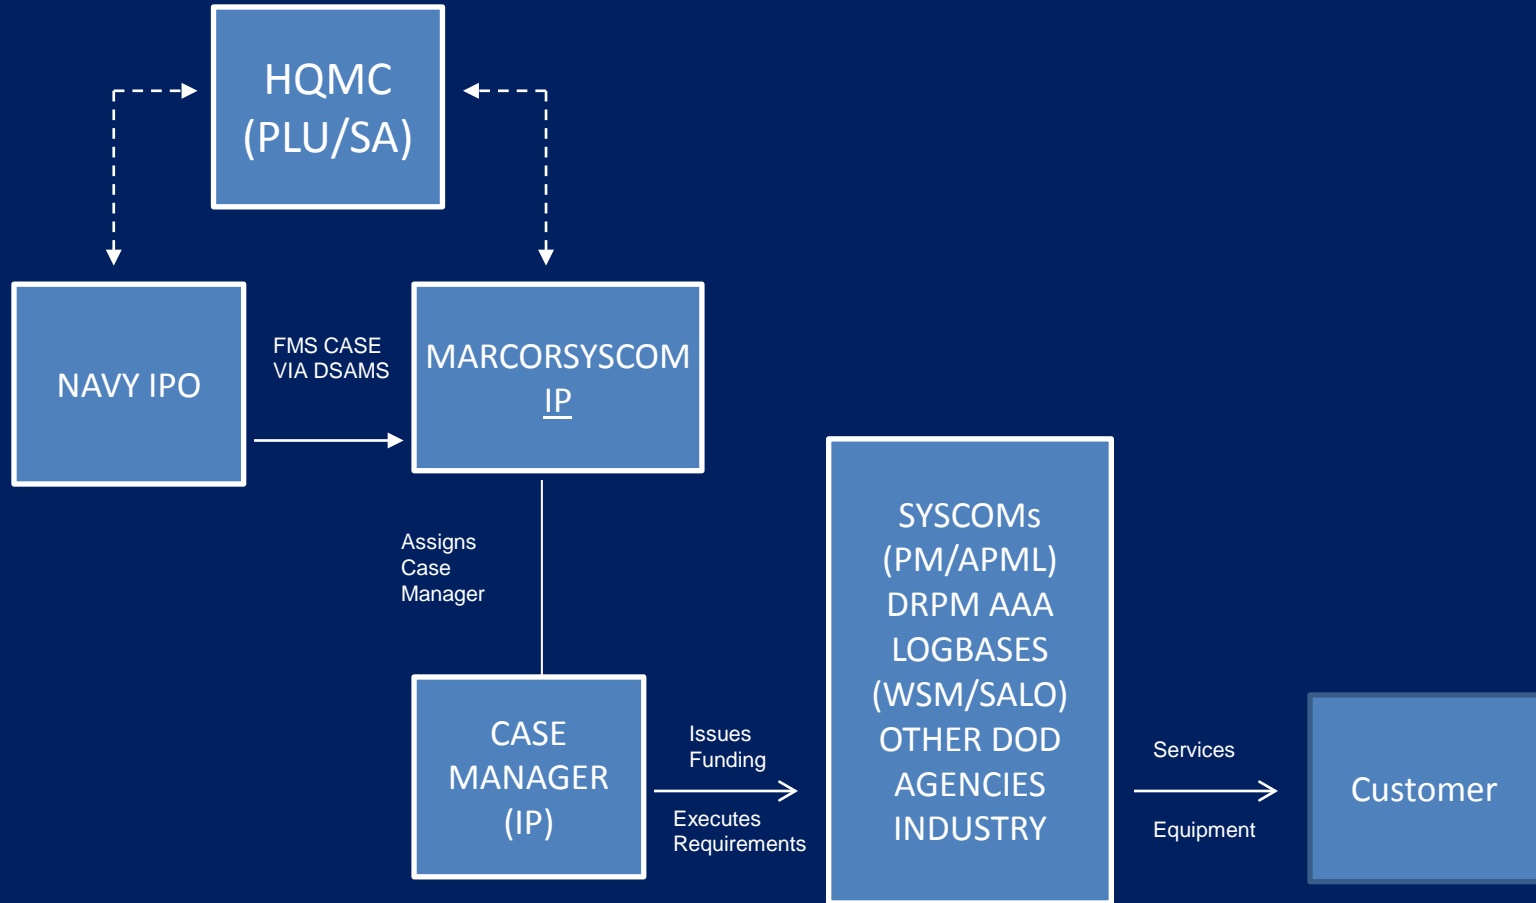 HQMC
(PLU/SA)
NAVY IPO
FMS CASE
VIA DSAMS
MARCORSYSCOM
IP
Assigns
Case
Manager
CASE
MANAGER
(IP)
Issues
Funding
Executes
Requirements
SYSCOMs
(PM/APML)
DRPM AAA
LOGBASES
(WSM/SALO)
OTHER DOD
AGENCIES
INDUSTRY
Services
Equipment
Customer